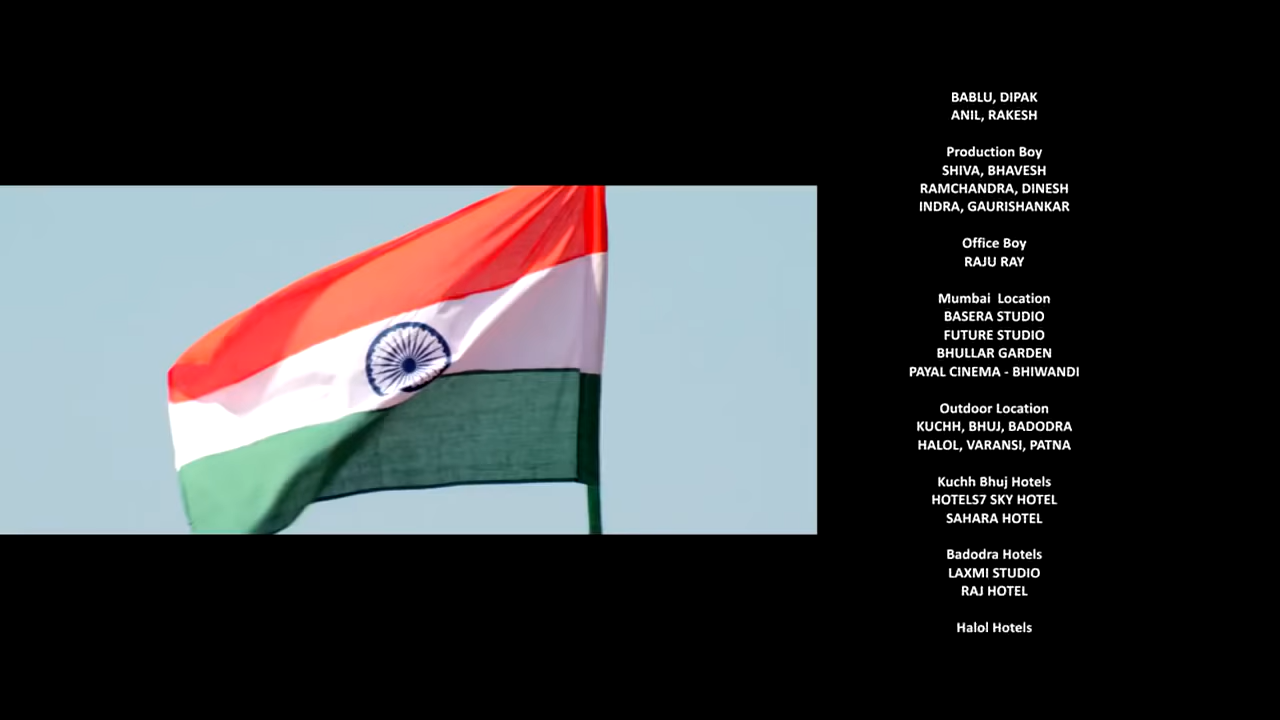 BABLU, DIPAK
ANIL, RAKESH
Production Boy
SHIVA, BHAVESH
RAMCHANDRA, DINESH
INDRA, GAURISHANKAR
Office Boy
RAJU RAY
Mumbai  Location
BASERA STUDIO
FUTURE STUDIO
BHULLAR GARDEN
PAYAL CINEMA - BHIWANDI
Outdoor Location
KUCHH, BHUJ, BADODRA
HALOL, VARANSI, PATNA
Kuchh Bhuj Hotels
HOTELS7 SKY HOTEL
SAHARA HOTEL
Badodra Hotels
LAXMI STUDIO
RAJ HOTEL
Halol Hotels